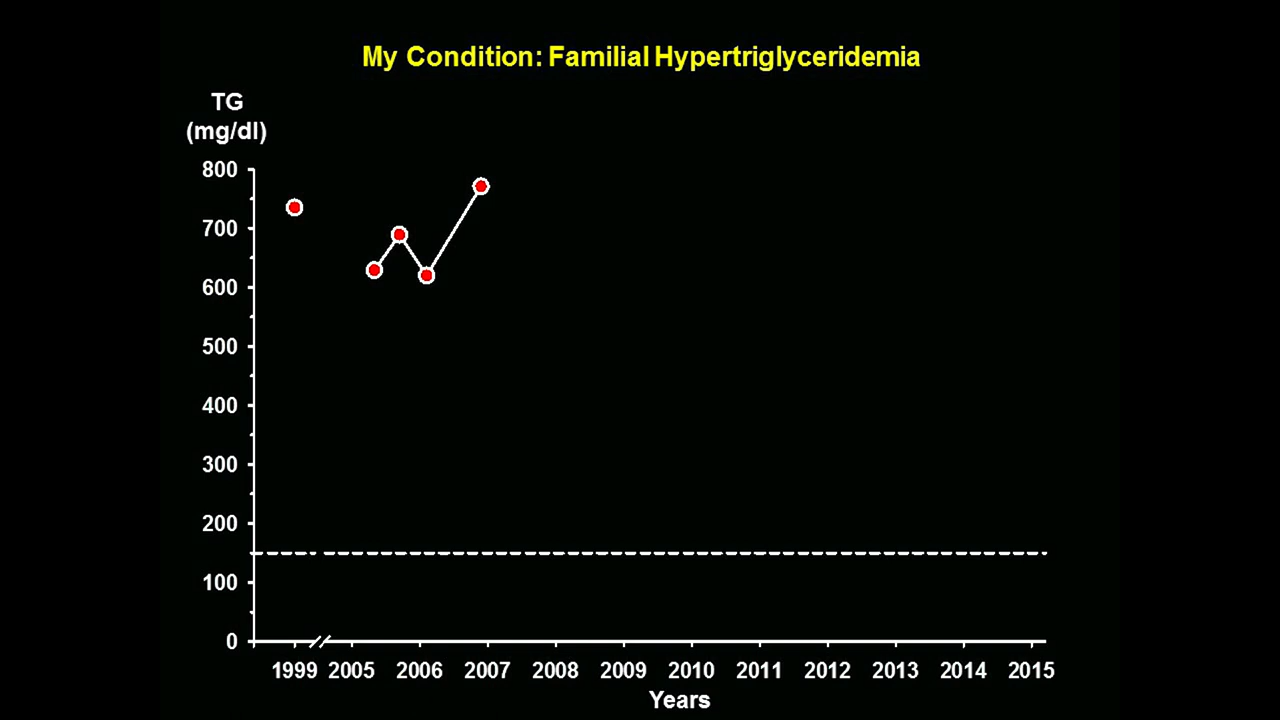 My Condition: Familial Hypertriglyceridemia
TG
(mg/dl)
800
700
600
500
400
300
200
100
0
1999 2005 2006 2007 2008 2009 2010 2011 2012 2013 2014 2015
Years